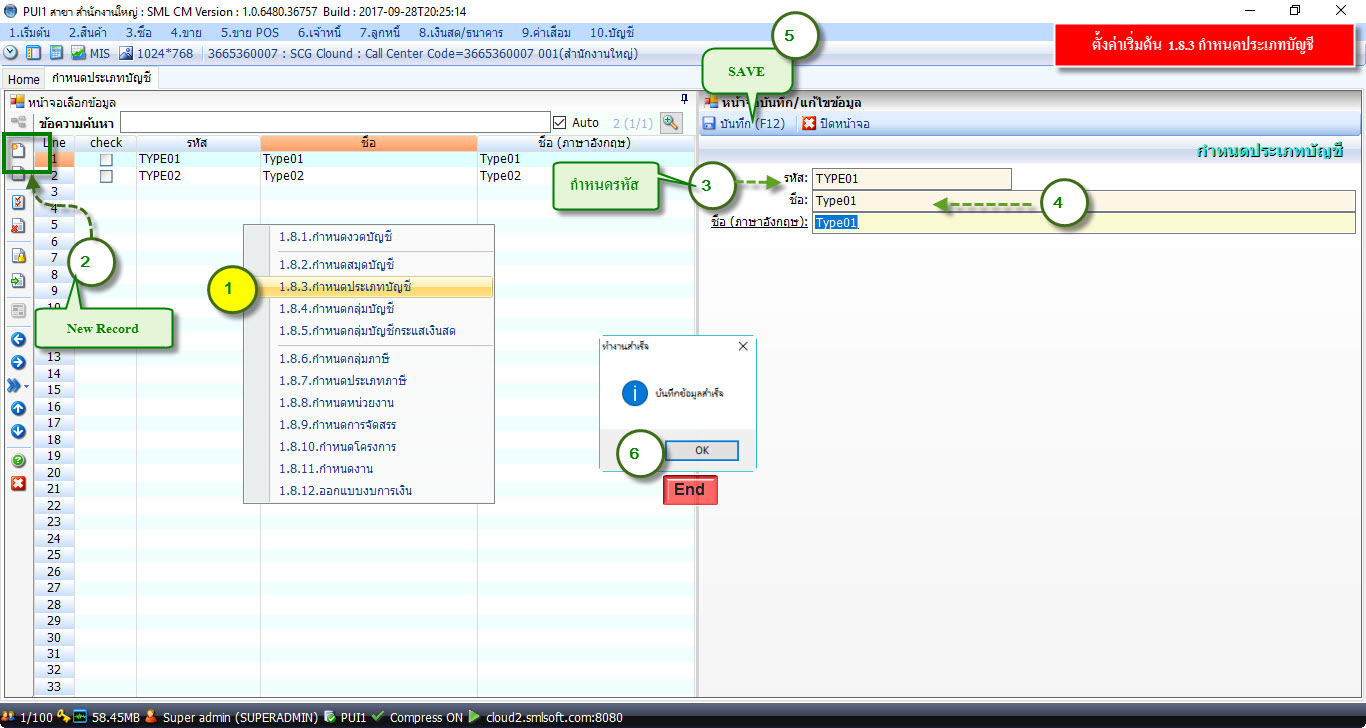 PUI1 สาขา สำนักงานใหญ่ : SML CM Version : 1.0.6480.36757 Build : 2017-09-28T20:25:14
1.เริ่มต้น 2.สินค้า 3.ซื้อ 4.ขาย 5.ขาย POS 6.เจ้าหนี้ 7.ลูกหนี้ 8.เงินสด/ธนาคาร 9.ค่าเสื่อม 10.บัญชี
MIS 1024*768 3665360007 : SCG Clound : Call Center Code=3665360007 001(สำนักงานใหญ่)
ตั้งค่าเริ่มต้น 1.8.3 กำหนดประเภทบัญชี
5
SAVE
Home กำหนดประเภทบัญชี
หน้าจอเลือกข้อมูล
ข้อความค้นหา Auto 2 (1/1)
Line check รหัส ชื่อ ชื่อ (ภาษาอังกฤษ)
1 TYPE01 Type01 Type01
2 TYPE02 Type02 Type02
3
4
5
6
7
8
9
10
13
14
15
16
17
18
19
20
21
22
23
24
25
26
27
28
29
30
31
32
33
2
New Record
1
1.8.1.กำหนดงวดบัญชี
1.8.2.กำหนดสมุดบัญชี
1.8.3.กำหนดประเภทบัญชี
1.8.4.กำหนดกลุ่มบัญชี
1.8.5.กำหนดกลุ่มบัญชีกระแสเงินสด
1.8.6.กำหนดกลุ่มภาษี
1.8.7.กำหนดประเภทภาษี
1.8.8.กำหนดหน่วยงาน
1.8.9.กำหนดการจัดสรร
1.8.10.กำหนดโครงการ
1.8.11.กำหนดงาน
1.8.12.ออกแบบงบการเงิน
หน้าจอบันทึก/แก้ไขข้อมูล
บันทึก (F12) ปิดหน้าจอ
กำหนดประเภทบัญชี
กำหนดรหัส
3
รหัส: TYPE01
ชื่อ: Type01
4
ชื่อ (ภาษาอังกฤษ): Type01
ทำงานสำเร็จ
บันทึกข้อมูลสำเร็จ
6
OK
End
1/100 58.45MB Super admin (SUPERADMIN) PUI1 Compress ON cloud2.smlsoft.com:8080